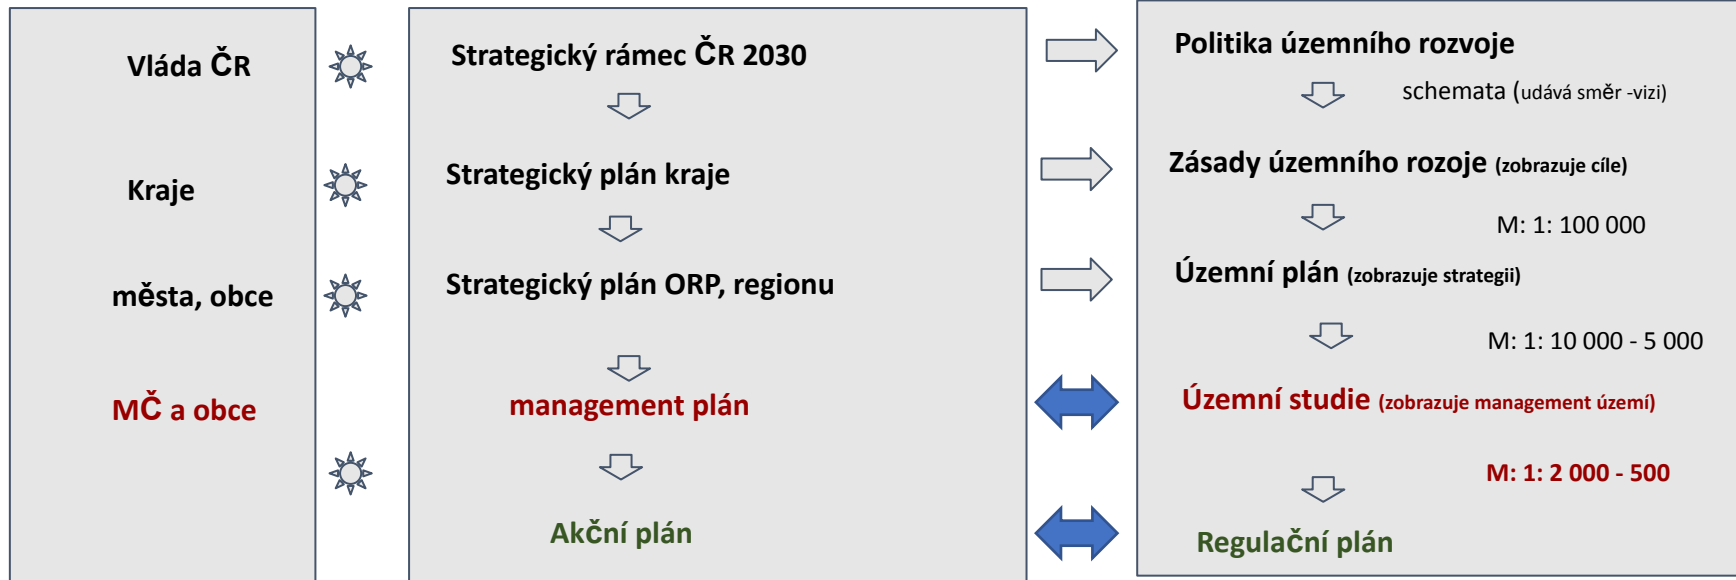 Vláda ČR
Strategický rámec ČR 2030
Politika územního rozvoje
schemata (udává směr -vizi)
Kraje
Strategický plán kraje
Zásady územního rozoje (zobrazuje cíle)
M: 1: 100 000
města, obce
Strategický plán ORP, regionu
Územní plán (zobrazuje strategii)
M: 1: 10 000 - 5 000
MČ a obce
management plán
Územní studie (zobrazuje management území)
M: 1: 2 000 - 500
Akční plán
Regulační plán